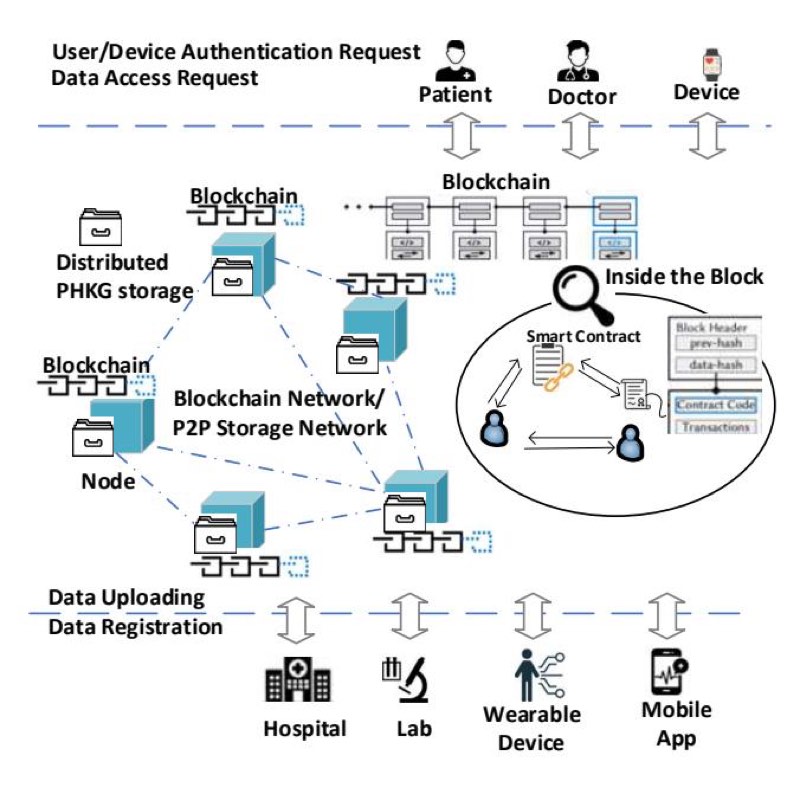 User/Device Authentication Request
Data Access Request
Patient
Doctor
Device
Blockchain
Blockchain
Distributed
PHKG storage
</>
</>
</>
</>
Inside the Block
Smart Contract
Block Header
prev-hash
data-hash
Contract Code
Transactions
Blockchain
Blockchain Network/
P2P Storage Network
Node
Data Uploading
Data Registration
Hospital
Lab
Wearable
Device
Mobile
App